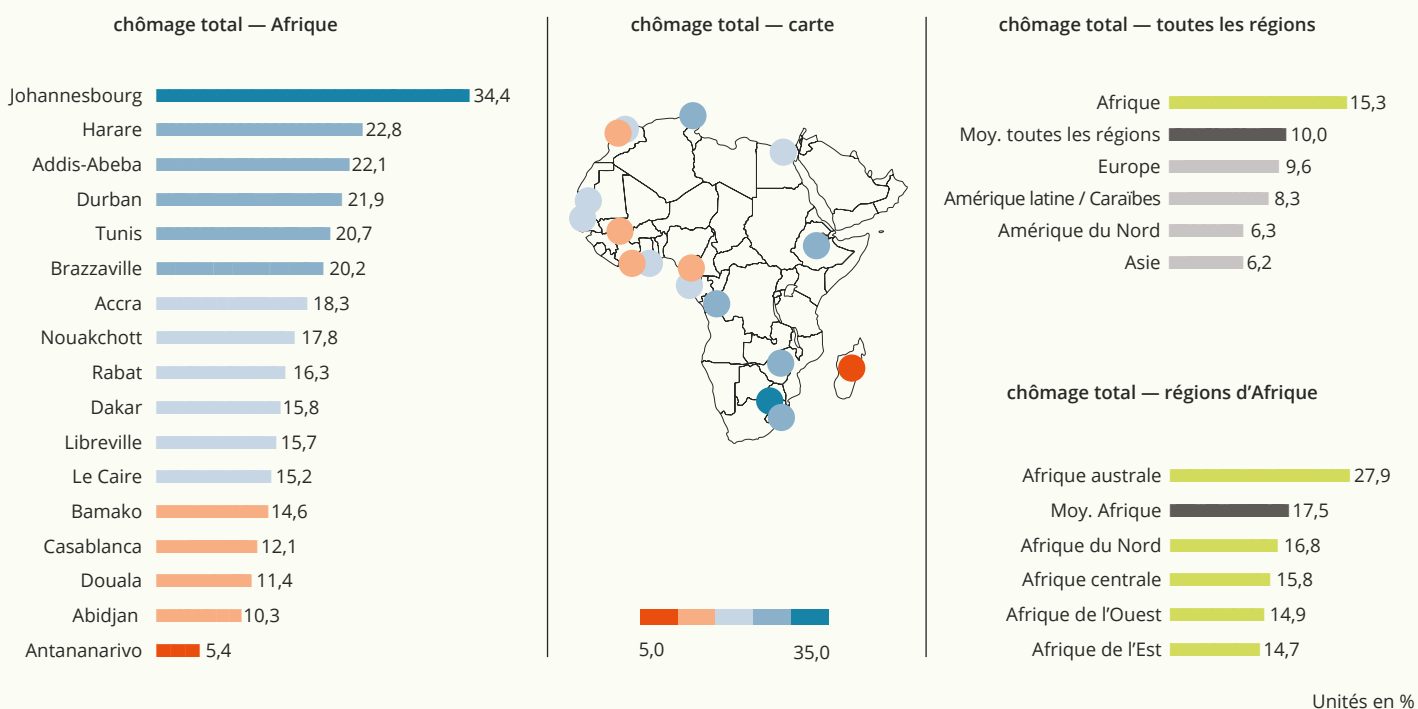 chômage total — Afrique
Johannesbourg 34,4
Harare 22,8
Addis-Abeba 22,1
Durban 21,9
Tunis 20,7
Brazzaville 20,2
Accra 18,3
Nouakchott 17,8
Rabat 16,3
Dakar 15,8
Libreville 15,7
Le Caire 15,2
Bamako 14,6
Casablanca 12,1
Douala 11,4
Abidjan 10,3
Antananarivo 5,4
chômage total — carte
5,0 35,0
chômage total — toutes les régions
Afrique 15,3
Moy. toutes les régions 10,0
Europe 9,6
Amérique latine / Caraïbes 8,3
Amérique du Nord 6,3
Asie 6,2
chômage total — régions d’Afrique
Afrique australe 27,9
Moy. Afrique 17,5
Afrique du Nord 16,8
Afrique centrale 15,8
Afrique de l’Ouest 14,9
Afrique de l’Est 14,7
Unités en %